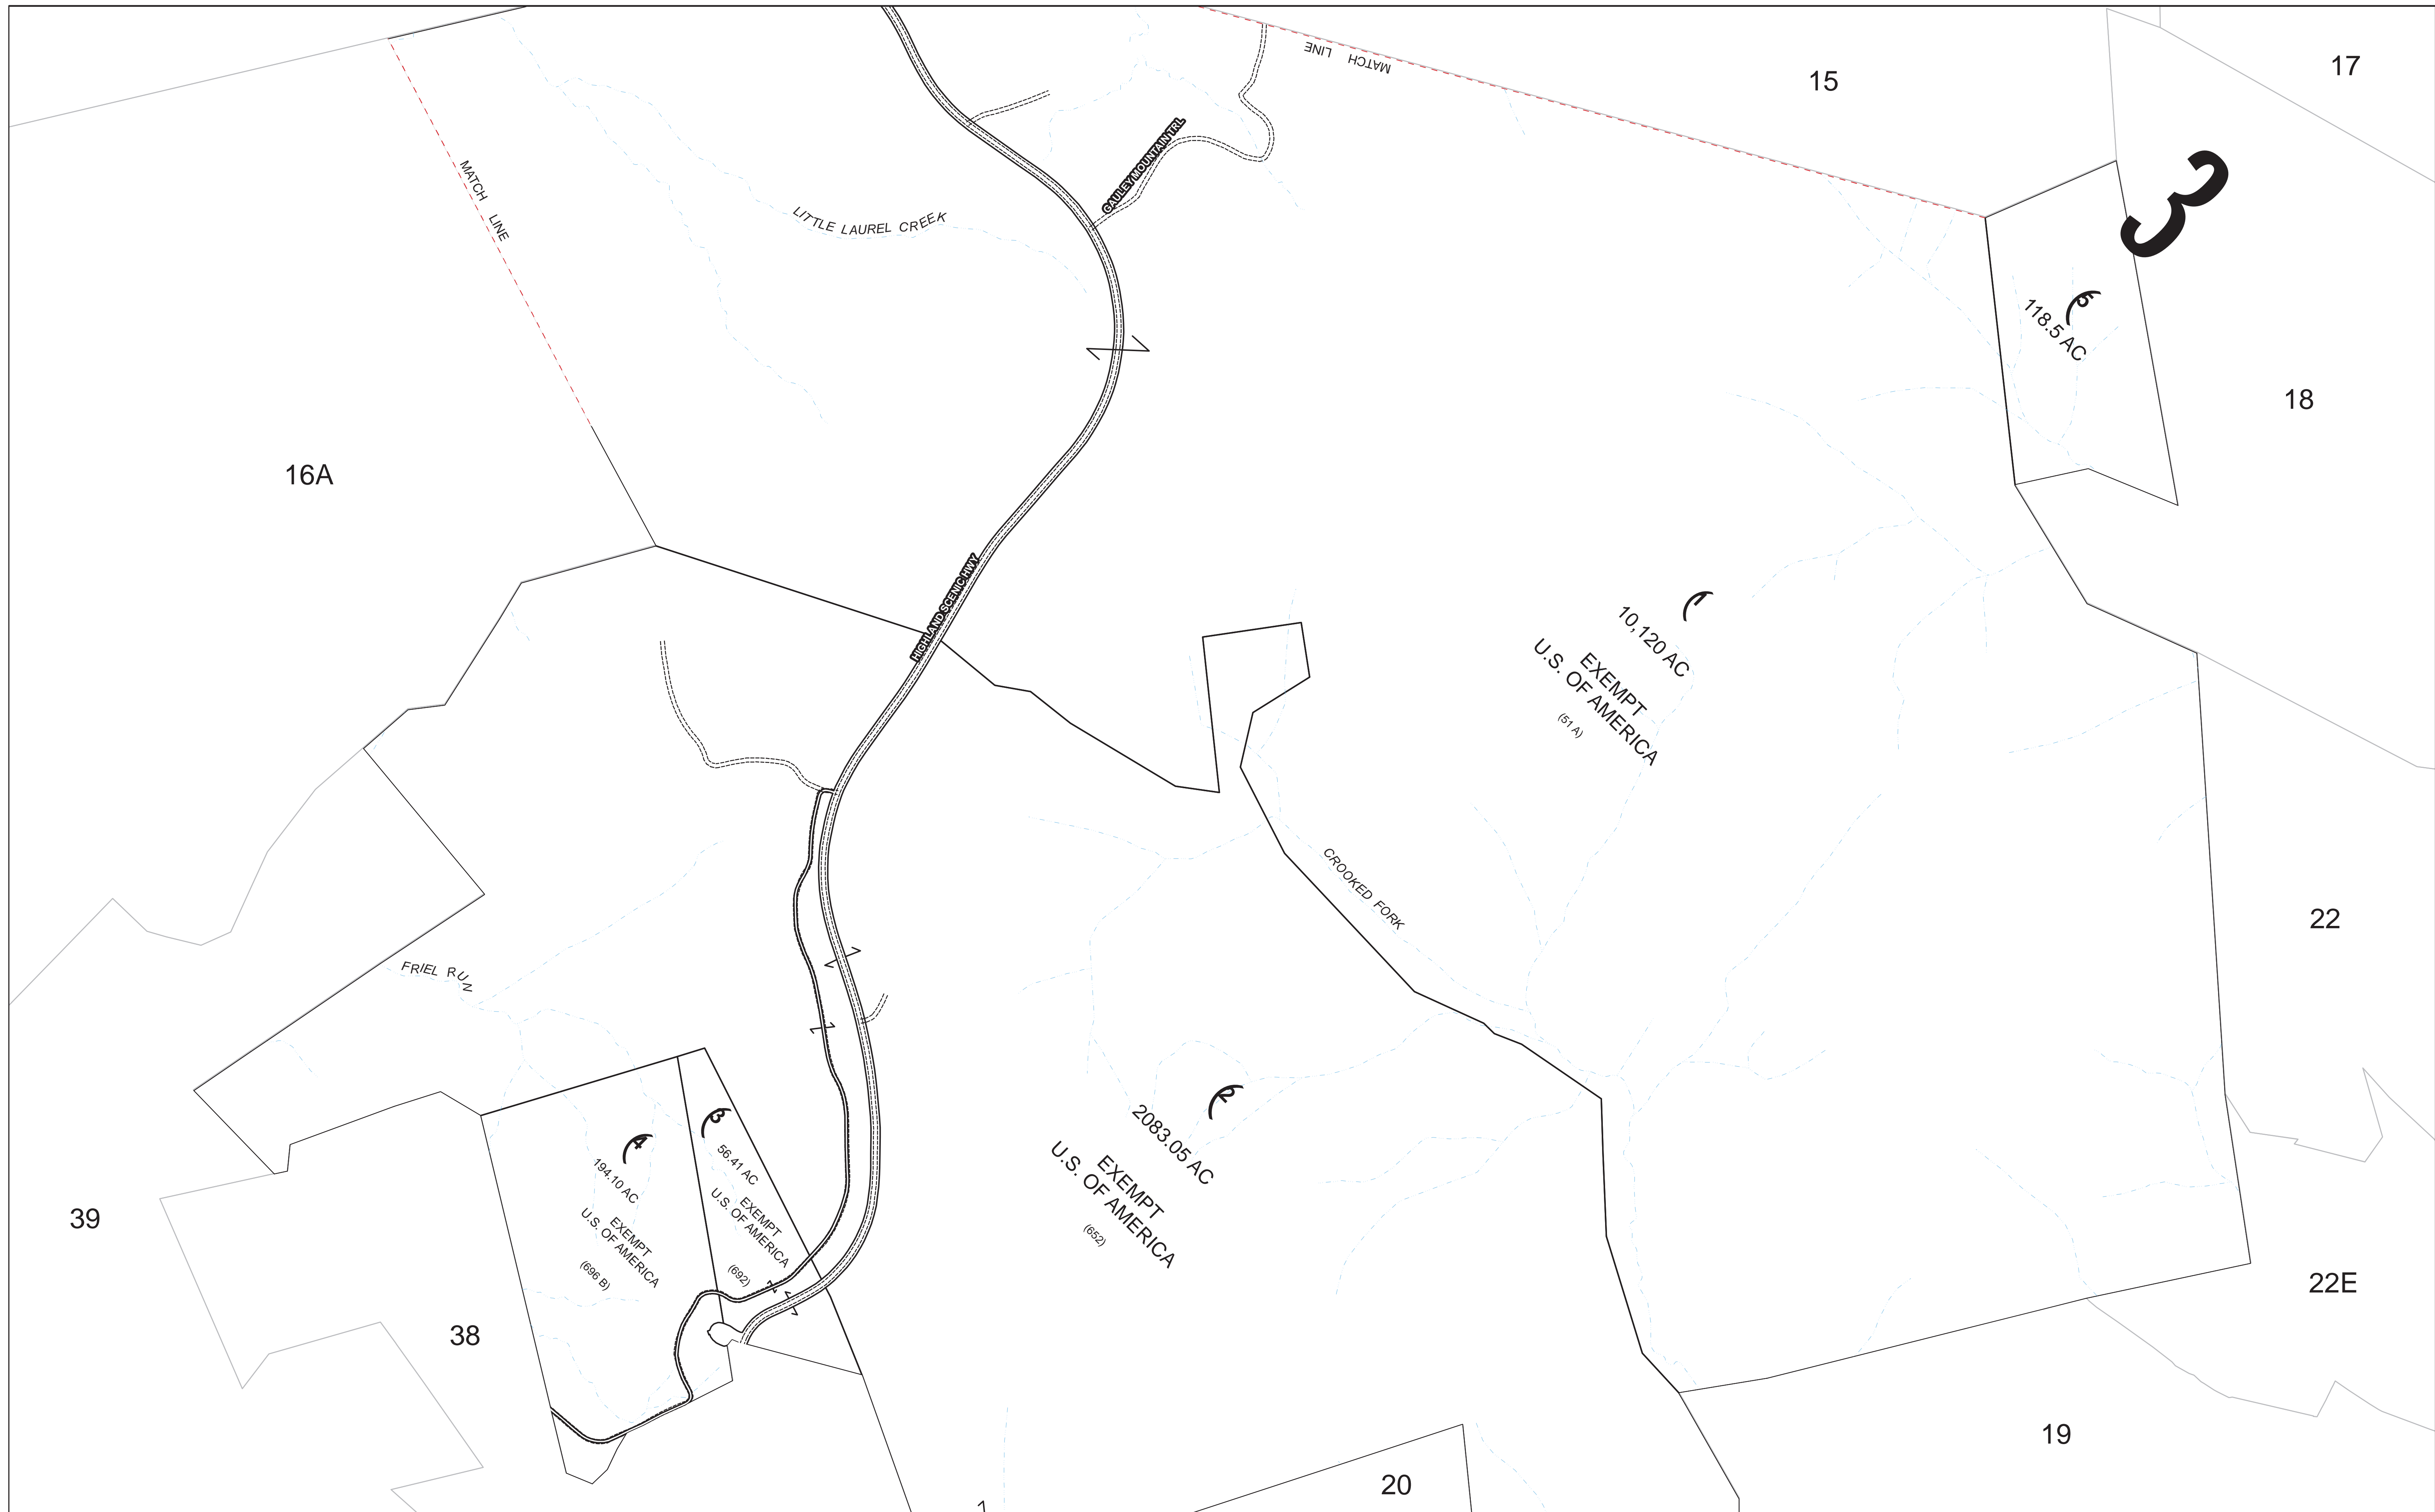 MATCH LINE
15
17
3
GAULEY MOUNTAIN TRL
MATCH LINE
LITTLE LAUREL CREEK
5
118.5 AC
18
16A
HIGHLAND SCENIC HWY
1
10,120 AC
EXEMPT
U.S. OF AMERICA
(51 A)
CROOKED FORK
22
FRIEL RUN
2
2083.05 AC
EXEMPT
U.S. OF AMERICA
(652)
3
56.41 AC
EXEMPT
U.S. OF AMERICA
(692)
4
194.10 AC
EXEMPT
U.S. OF AMERICA
(696 B)
39
38
22E
19
20